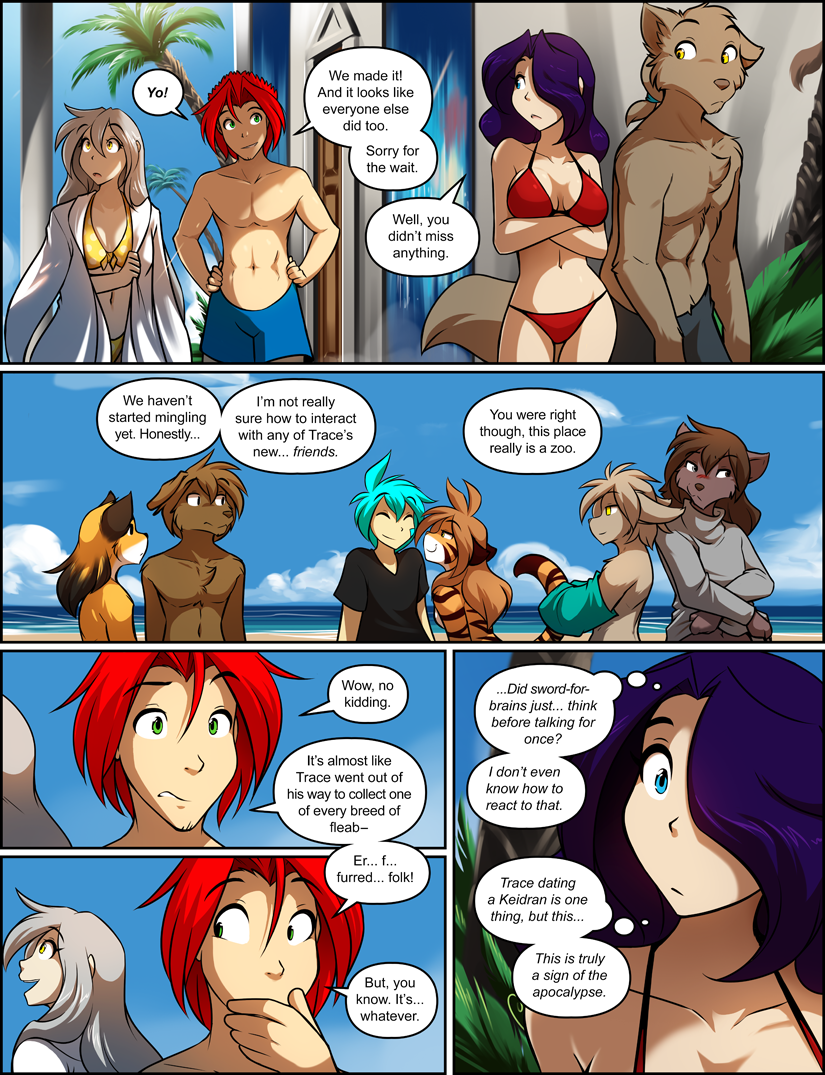 Yo!
We made it!
And it looks like
everyone else
did too.
Sorry for
the wait.
Well, you
didn't miss
anything.
We haven't
started mingling
yet. Honestly...
I'm not really
sure how to interact
with any of Trace's
new... friends.
You were right
though, this place
really is a zoo.
Wow, no
kidding.
It's almost like
Trace went out of
his way to collect one
of every breed of
fleab–
Er... f...
furred... folk!
But, you
know. It's...
whatever.
...Did sword-for-
brains just... think
before talking for
once?
I don't even
know how to
react to that.
Trace dating
a Keidran is one
thing, but this...
This is truly
a sign of the
apocalypse.